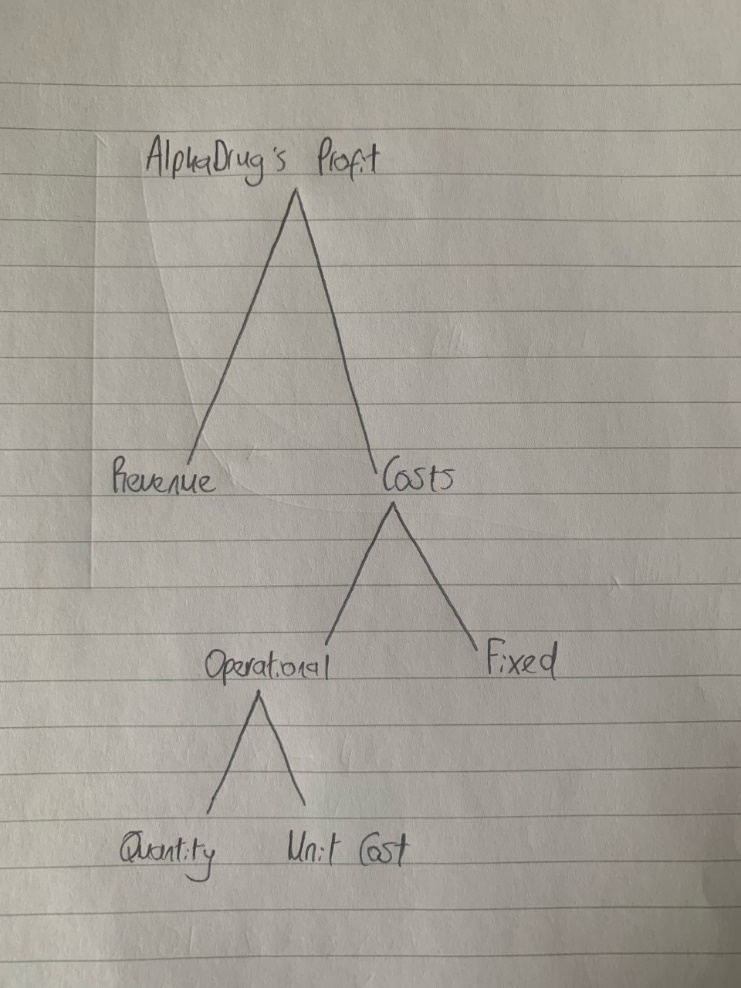 AlphaDrug's Profit
Revenue Costs
Operational Fixed
Quantity Unit Cost